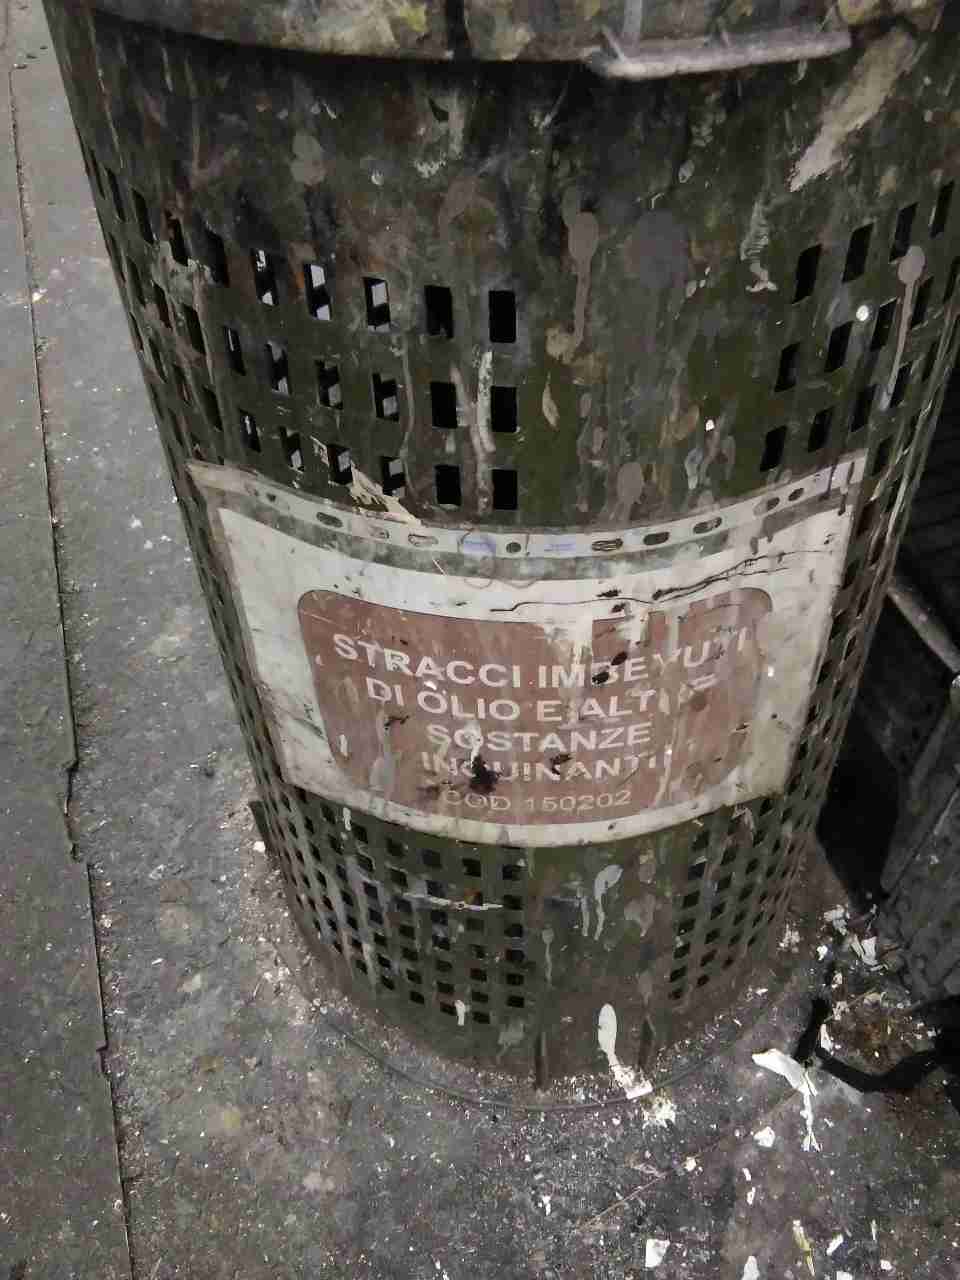 STRACCI IMBEVUTI
DI OLIO E ALTRE
SOSTANZE
INQUINANTI
COD 150202